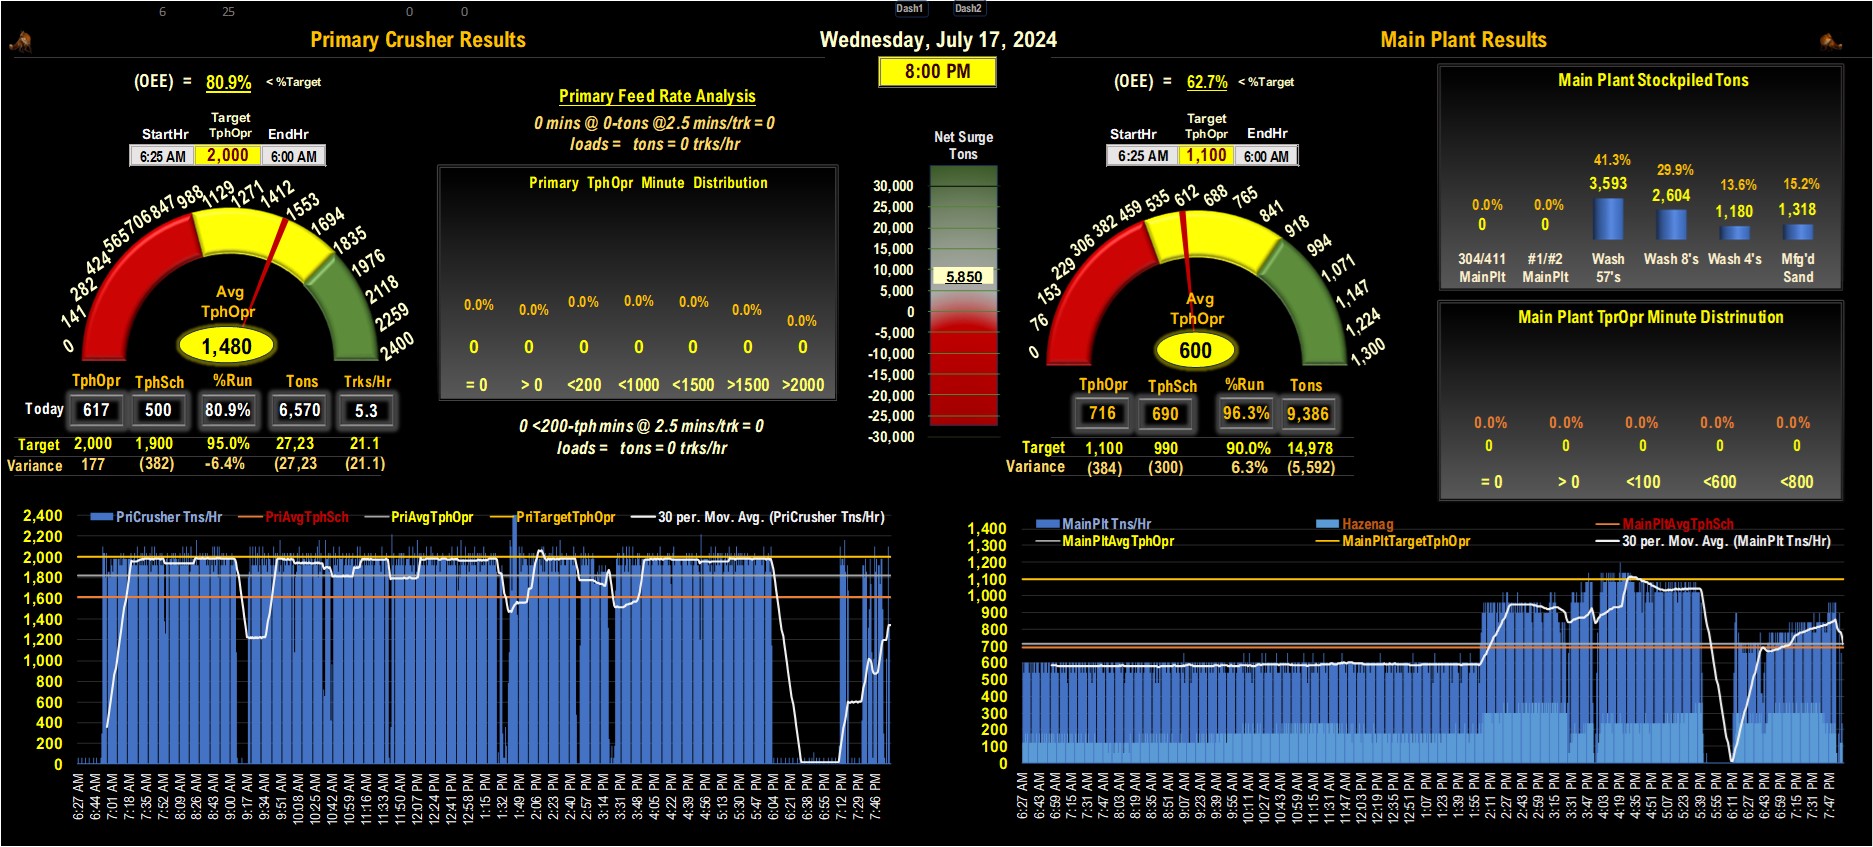 6 25 0 0 Dash1 Dash2
Primary Crusher Results
Wednesday, July 17, 2024
8:00 PM
Main Plant Results
(OEE) = 80.9% < %Target
StartHr Target TphOpr EndHr
6:25 AM 2,000 6:00 AM
0 141 282 424 565 706 847 988 1129 1271 1412 1553 1694 1835 1976 2118 2259 2400
Avg
TphOpr
1,480
TphOpr TphSch %Run Tons Trks/Hr
Today 617 500 80.9% 6,570 5.3
Target 2,000 1,900 95.0% 27,23 21.1
Variance 177 (382) -6.4% (27,23 (21.1)
Primary Feed Rate Analysis
0 mins @ 0-tons @2.5 mins/trk = 0
loads = tons = 0 trks/hr
Primary TphOpr Minute Distribution
0.0% 0.0% 0.0% 0.0% 0.0% 0.0% 0.0%
0 0 0 0 0 0 0
= 0 > 0 <200 <1000 <1500 >1500 >2000
0 <200-tph mins @ 2.5 mins/trk = 0
loads = tons = 0 trks/hr
Net Surge
Tons
30,000
25,000
20,000
15,000
10,000
5,850
5,000
0
-5,000
-10,000
-15,000
-20,000
-25,000
-30,000
(OEE) = 62.7% < %Target
StartHr Target TphOpr EndHr
6:25 AM 1,100 6:00 AM
0 76 153 229 306 382 459 535 612 688 765 841 918 994 1,071 1,147 1,224 1,300
Avg
TphOpr
600
TphOpr TphSch %Run Tons
716 690 96.3% 9,386
Target 1,100 990 90.0% 14,978
Variance (384) (300) 6.3% (5,592)
Main Plant Stockpiled Tons
0.0% 0.0% 41.3% 29.9% 13.6% 15.2%
0 0 3,593 2,604 1,180 1,318
304/411 #1/#2 Wash Wash 8's Wash 4's Mfg'd
MainPlt MainPlt 57's Sand
Main Plant TprOpr Minute Distrinution
0.0% 0.0% 0.0% 0.0% 0.0%
0 0 0 0 0
= 0 > 0 <100 <600 <800
PriCrusher Tns/Hr PriAvgTphSch PriAvgTphOpr PriTargetTphOpr 30 per. Mov. Avg. (PriCrusher Tns/Hr)
2,400
2,200
2,000
1,800
1,600
1,400
1,200
1,000
800
600
400
200
0
6:27 AM 6:44 AM 7:01 AM 7:18 AM 7:35 AM 7:52 AM 8:09 AM 8:26 AM 8:43 AM 9:00 AM 9:17 AM 9:34 AM 9:51 AM 10:08 AM 10:25 AM 10:42 AM 10:59 AM 11:16 AM 11:33 AM 11:50 AM 12:07 PM 12:24 PM 12:41 PM 12:58 PM 1:15 PM 1:32 PM 1:49 PM 2:06 PM 2:23 PM 2:40 PM 2:57 PM 3:14 PM 3:31 PM 3:48 PM 4:05 PM 4:22 PM 4:39 PM 4:56 PM 5:13 PM 5:30 PM 5:47 PM 6:04 PM 6:21 PM 6:38 PM 6:55 PM 7:12 PM 7:29 PM 7:46 PM
MainPlt Tns/Hr Hazenag MainPltAvgTphSch
MainPltAvgTphOpr MainPltTargetTphOpr 30 per. Mov. Avg. (MainPlt Tns/Hr)
1,400
1,300
1,200
1,100
1,000
900
800
700
600
500
400
300
200
100
0
6:27 AM 6:43 AM 6:59 AM 7:15 AM 7:31 AM 7:47 AM 8:03 AM 8:19 AM 8:35 AM 8:51 AM 9:07 AM 9:23 AM 9:39 AM 9:55 AM 10:11 AM 10:27 AM 10:43 AM 10:59 AM 11:15 AM 11:31 AM 11:47 AM 12:03 PM 12:19 PM 12:35 PM 12:51 PM 1:07 PM 1:23 PM 1:39 PM 1:55 PM 2:11 PM 2:27 PM 2:43 PM 2:59 PM 3:15 PM 3:31 PM 3:47 PM 4:03 PM 4:19 PM 4:35 PM 4:51 PM 5:07 PM 5:23 PM 5:39 PM 5:55 PM 6:11 PM 6:27 PM 6:43 PM 6:59 PM 7:15 PM 7:31 PM 7:47 PM